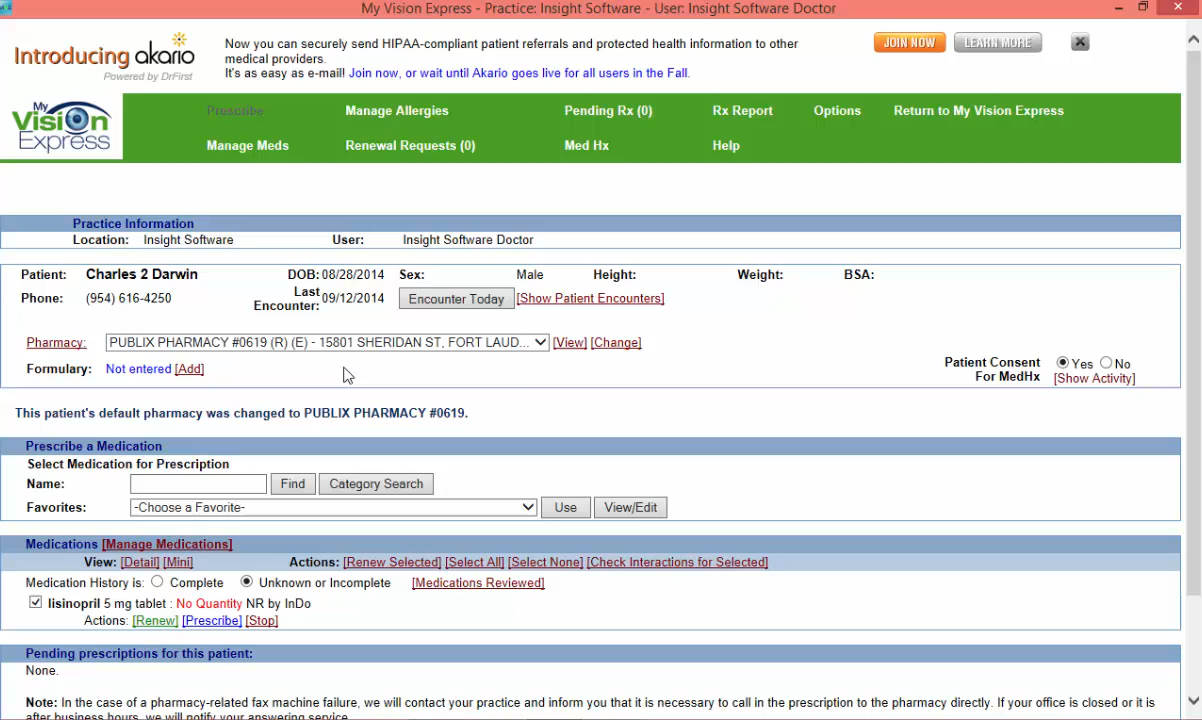 My Vision Express - Practice: Insight Software - User: Insight Software Doctor
Introducing akario
Powered by DrFirst
Now you can securely send HIPAA-compliant patient referrals and protected health information to other
medical providers.
It's as easy as e-mail! Join now, or wait until Akario goes live for all users in the Fall.
JOIN NOW LEARN MORE
My
Vision
Express
Prescribe Manage Allergies Pending Rx (0) Rx Report Options Return to My Vision Express
Manage Meds Renewal Requests (0) Med Hx Help
Practice Information
Location: Insight Software User: Insight Software Doctor
Patient: Charles 2 Darwin DOB: 08/28/2014 Sex: Male Height: Weight: BSA:
Phone: (954) 616-4250 Last Encounter: 09/12/2014 Encounter Today [Show Patient Encounters]
Pharmacy: PUBLIX PHARMACY #0619 (R) (E) - 15801 SHERIDAN ST, FORT LAUD... [View] [Change]
Formulary: Not entered [Add]
Patient Consent For MedHx Yes No
[Show Activity]
This patient's default pharmacy was changed to PUBLIX PHARMACY #0619.
Prescribe a Medication
Select Medication for Prescription
Name: Find Category Search
Favorites: -Choose a Favorite- Use View/Edit
Medications [Manage Medications]
View: [Detail] [Mini] Actions: [Renew Selected] [Select All] [Select None] [Check Interactions for Selected]
Medication History is: Complete Unknown or Incomplete [Medications Reviewed]
lisinopril 5 mg tablet : No Quantity NR by InDo
Actions: [Renew] [Prescribe] [Stop]
Pending prescriptions for this patient:
None.
Note: In the case of a pharmacy-related fax machine failure, we will contact your practice and inform you that it is necessary to call in the prescription to the pharmacy directly. If your office is closed or it is
after business hours, we will notify your answering service.